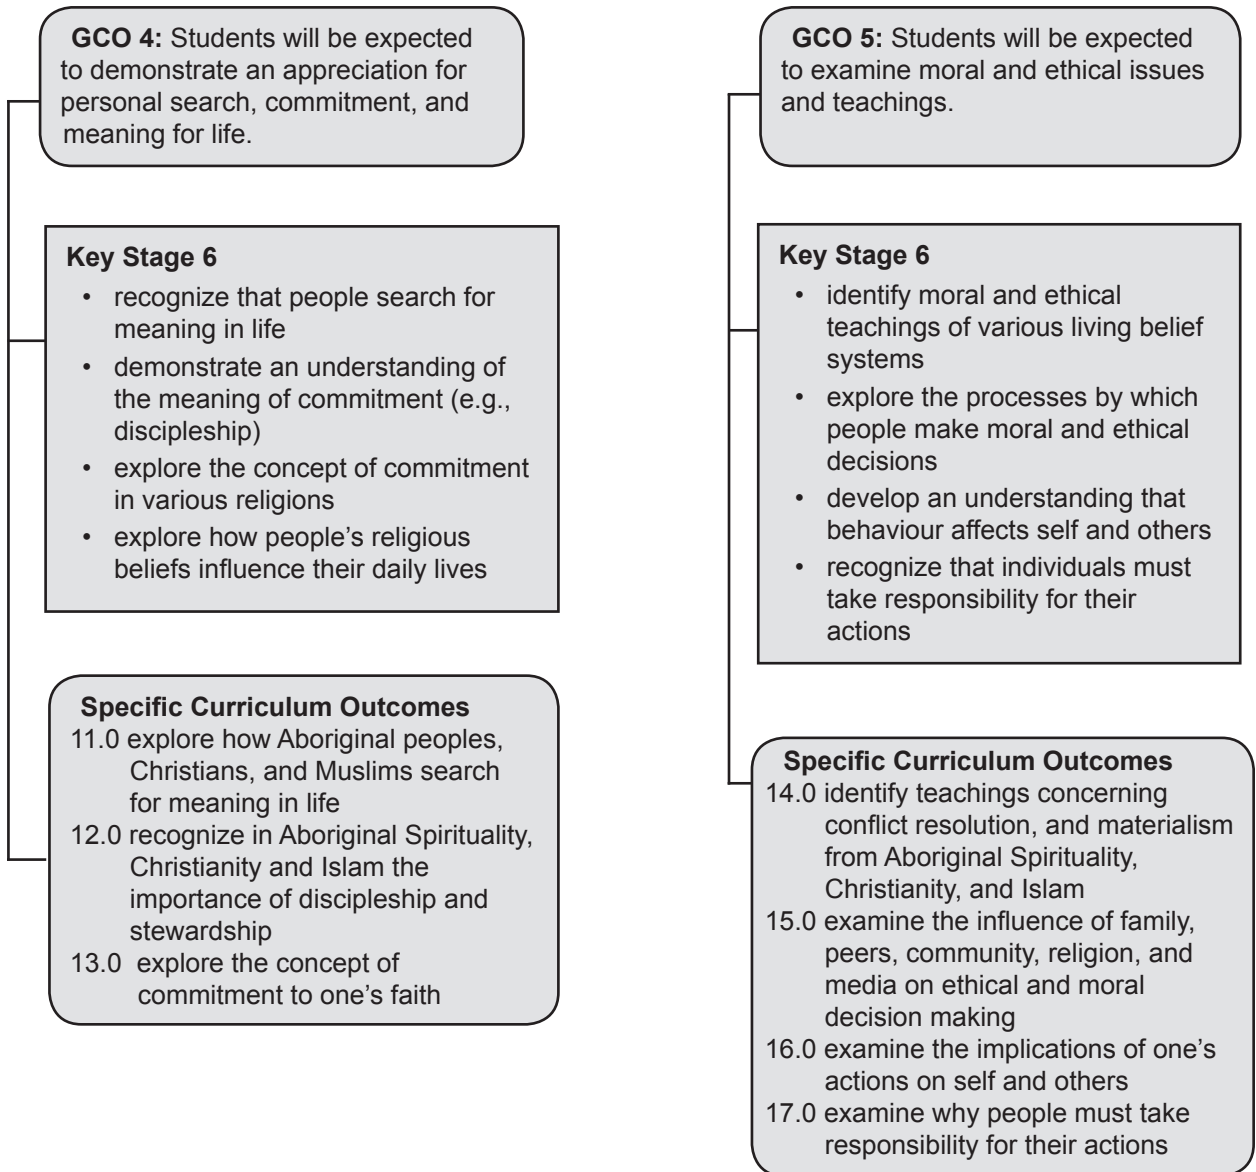 GCO 4: Students will be expected
to demonstrate an appreciation for
personal search, commitment, and
meaning for life.
Key Stage 6
• recognize that people search for
meaning in life
• demonstrate an understanding of
the meaning of commitment (e.g.,
discipleship)
• explore the concept of commitment
in various religions
• explore how people’s religious
beliefs influence their daily lives
Specific Curriculum Outcomes
11.0 explore how Aboriginal peoples,
Christians, and Muslims search
for meaning in life
12.0 recognize in Aboriginal Spirituality,
Christianity and Islam the
importance of discipleship and
stewardship
13.0 explore the concept of
commitment to one’s faith
GCO 5: Students will be expected
to examine moral and ethical issues
and teachings.
Key Stage 6
• identify moral and ethical
teachings of various living belief
systems
• explore the processes by which
people make moral and ethical
decisions
• develop an understanding that
behaviour affects self and others
• recognize that individuals must
take responsibility for their
actions
Specific Curriculum Outcomes
14.0 identify teachings concerning
conflict resolution, and materialism
from Aboriginal Spirituality,
Christianity, and Islam
15.0 examine the influence of family,
peers, community, religion, and
media on ethical and moral
decision making
16.0 examine the implications of one’s
actions on self and others
17.0 examine why people must take
responsibility for their actions